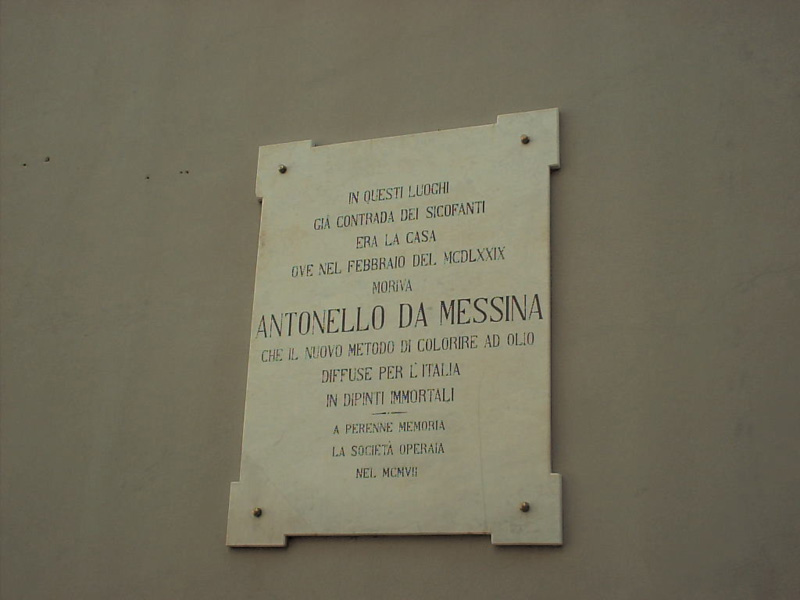 IN QUESTI LUOGHI
GIÀ CONTRADA DEI SICOFANTI
ERA LA CASA
OVE NEL FEBBRAIO DEL MCDLXXIX
MORIVA
ANTONELLO DA MESSINA
CHE IL NUOVO METODO DI COLORIRE AD OLIO
DIFFUSE PER L'ITALIA
IN DIPINTI IMMORTALI
A PERENNE MEMORIA
LA SOCIETÀ OPERAIA
NEL MCMVII